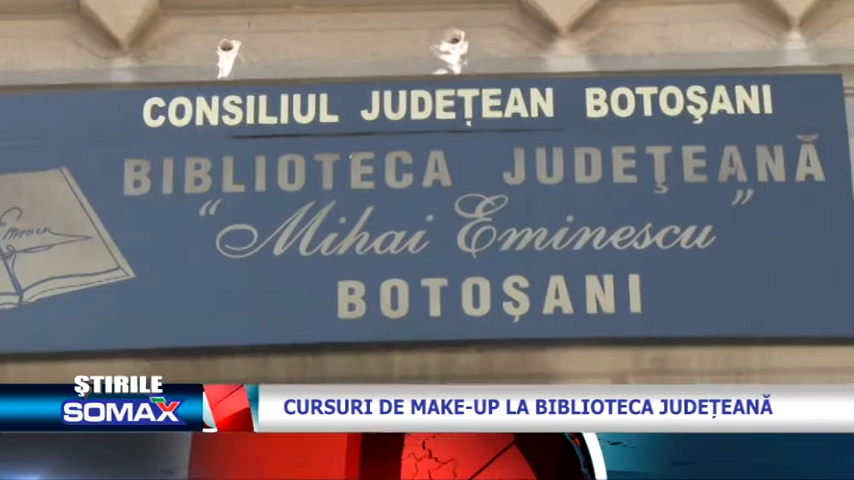 CONSILIUL JUDEȚEAN BOTOȘANI
BIBLIOTECA JUDEȚEANĂ
"Mihai Eminescu"
BOTOȘANI
ȘTIRILE
SOMAX
CURSURI DE MAKE-UP LA BIBLIOTECA JUDEȚEANĂ